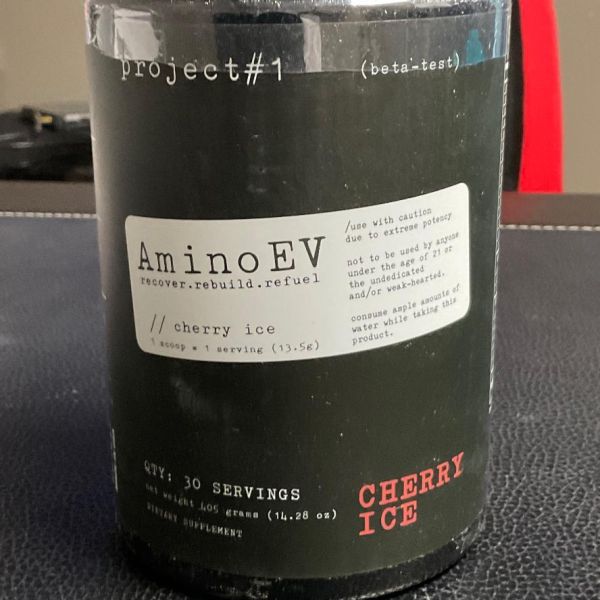 project#1
(beta-test)
AminoEV
recover.rebuild.refuel
// cherry ice
1 scoop = 1 serving (13.5g)
/use with caution
due to extreme potency
not to be used by anyone
under the age of 21 or
the undedicated
and/or weak-hearted.
consume ample amounts of
water while taking this
product.
QTY: 30 SERVINGS
net weight 405 grams (14.28 oz)
DIETARY SUPPLEMENT
CHERRY
ICE